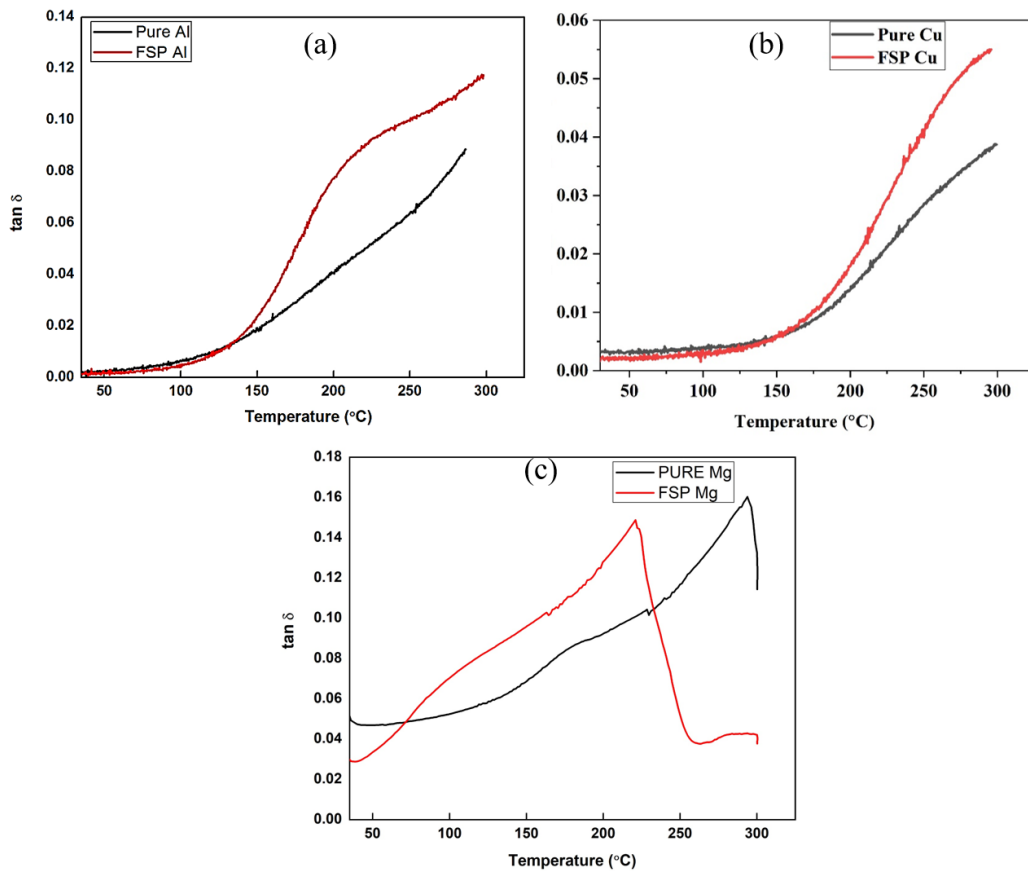 (a)
Pure Al
FSP Al
tan δ
0.14
0.12
0.10
0.08
0.06
0.04
0.02
0.00
50 100 150 200 250 300
Temperature (°C)
(b)
Pure Cu
FSP Cu
0.06
0.05
0.04
0.03
0.02
0.01
0.00
50 100 150 200 250 300
Temperature (°C)
(c)
PURE Mg
FSP Mg
tan δ
0.18
0.16
0.14
0.12
0.10
0.08
0.06
0.04
0.02
0.00
50 100 150 200 250 300
Temperature (°C)